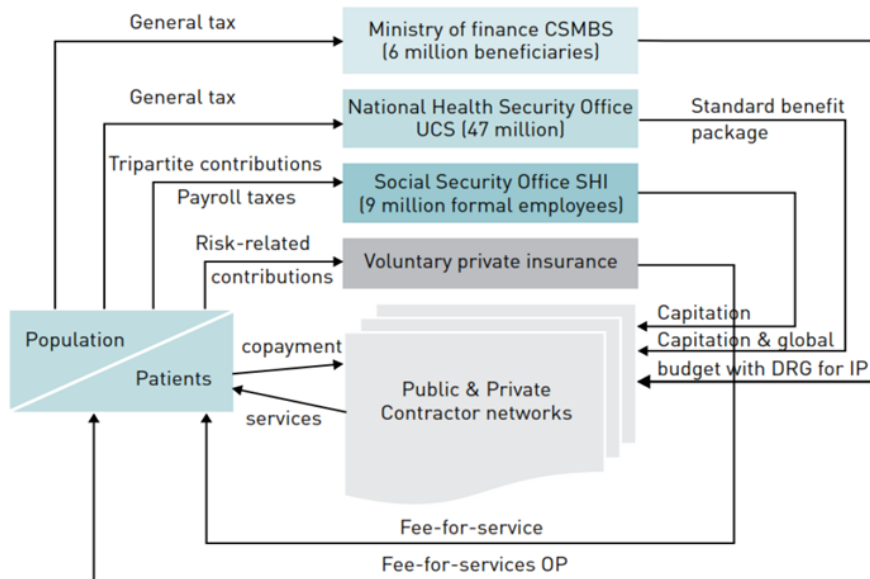 General tax
Ministry of finance CSMBS
(6 million beneficiaries)
General tax
National Health Security Office
UCS (47 million)
Standard benefit
package
Tripartite contributions
Payroll taxes
Social Security Office SHI
(9 million formal employees)
Risk-related
contributions
Voluntary private insurance
Population
Patients
copayment
services
Public & Private
Contractor networks
Capitation
Capitation & global
budget with DRG for IP
Fee-for-service
Fee-for-services OP